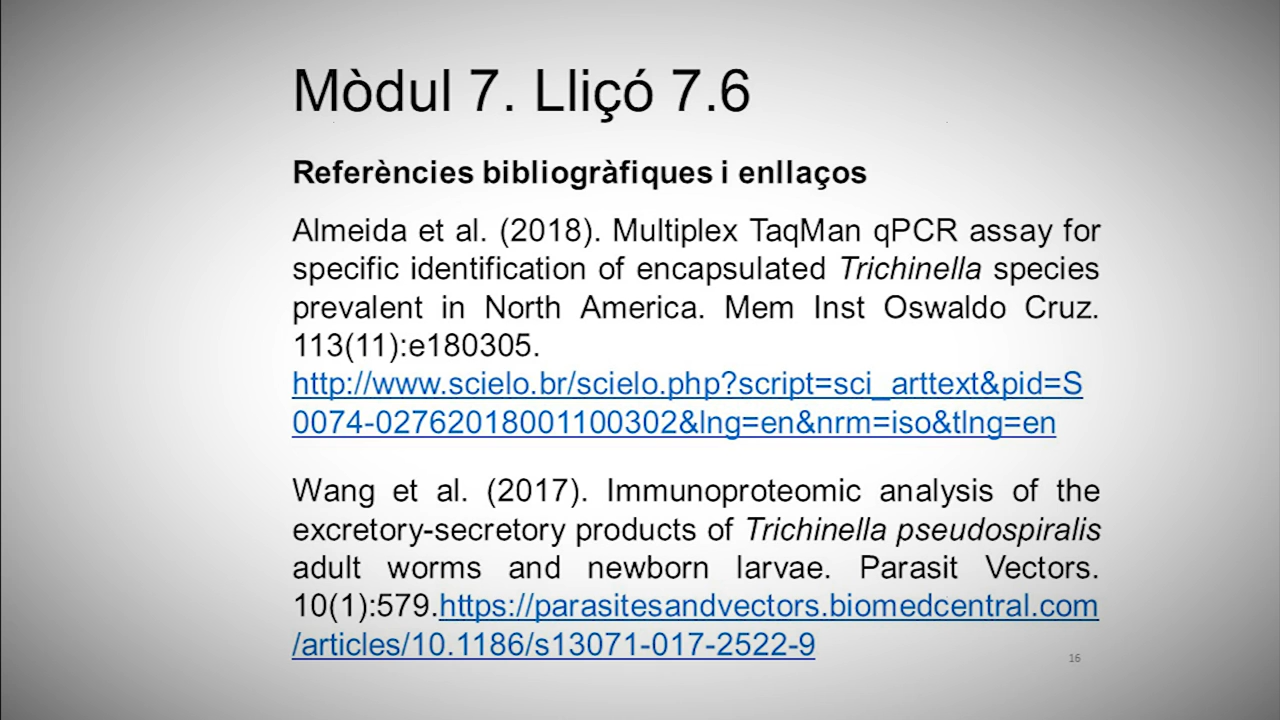 Mòdul 7. Lliçó 7.6
Referències bibliogràfiques i enllaços
Almeida et al. (2018). Multiplex TaqMan qPCR assay for
specific identification of encapsulated Trichinella species
prevalent in North America. Mem Inst Oswaldo Cruz.
113(11):e180305.
http://www.scielo.br/scielo.php?script=sci_arttext&pid=S
0074-02762018001100302&lng=en&nrm=iso&tlng=en
Wang et al. (2017). Immunoproteomic analysis of the
excretory-secretory products of Trichinella pseudospiralis
adult worms and newborn larvae. Parasit Vectors.
10(1):579.https://parasitesandvectors.biomedcentral.com
/articles/10.1186/s13071-017-2522-9
16